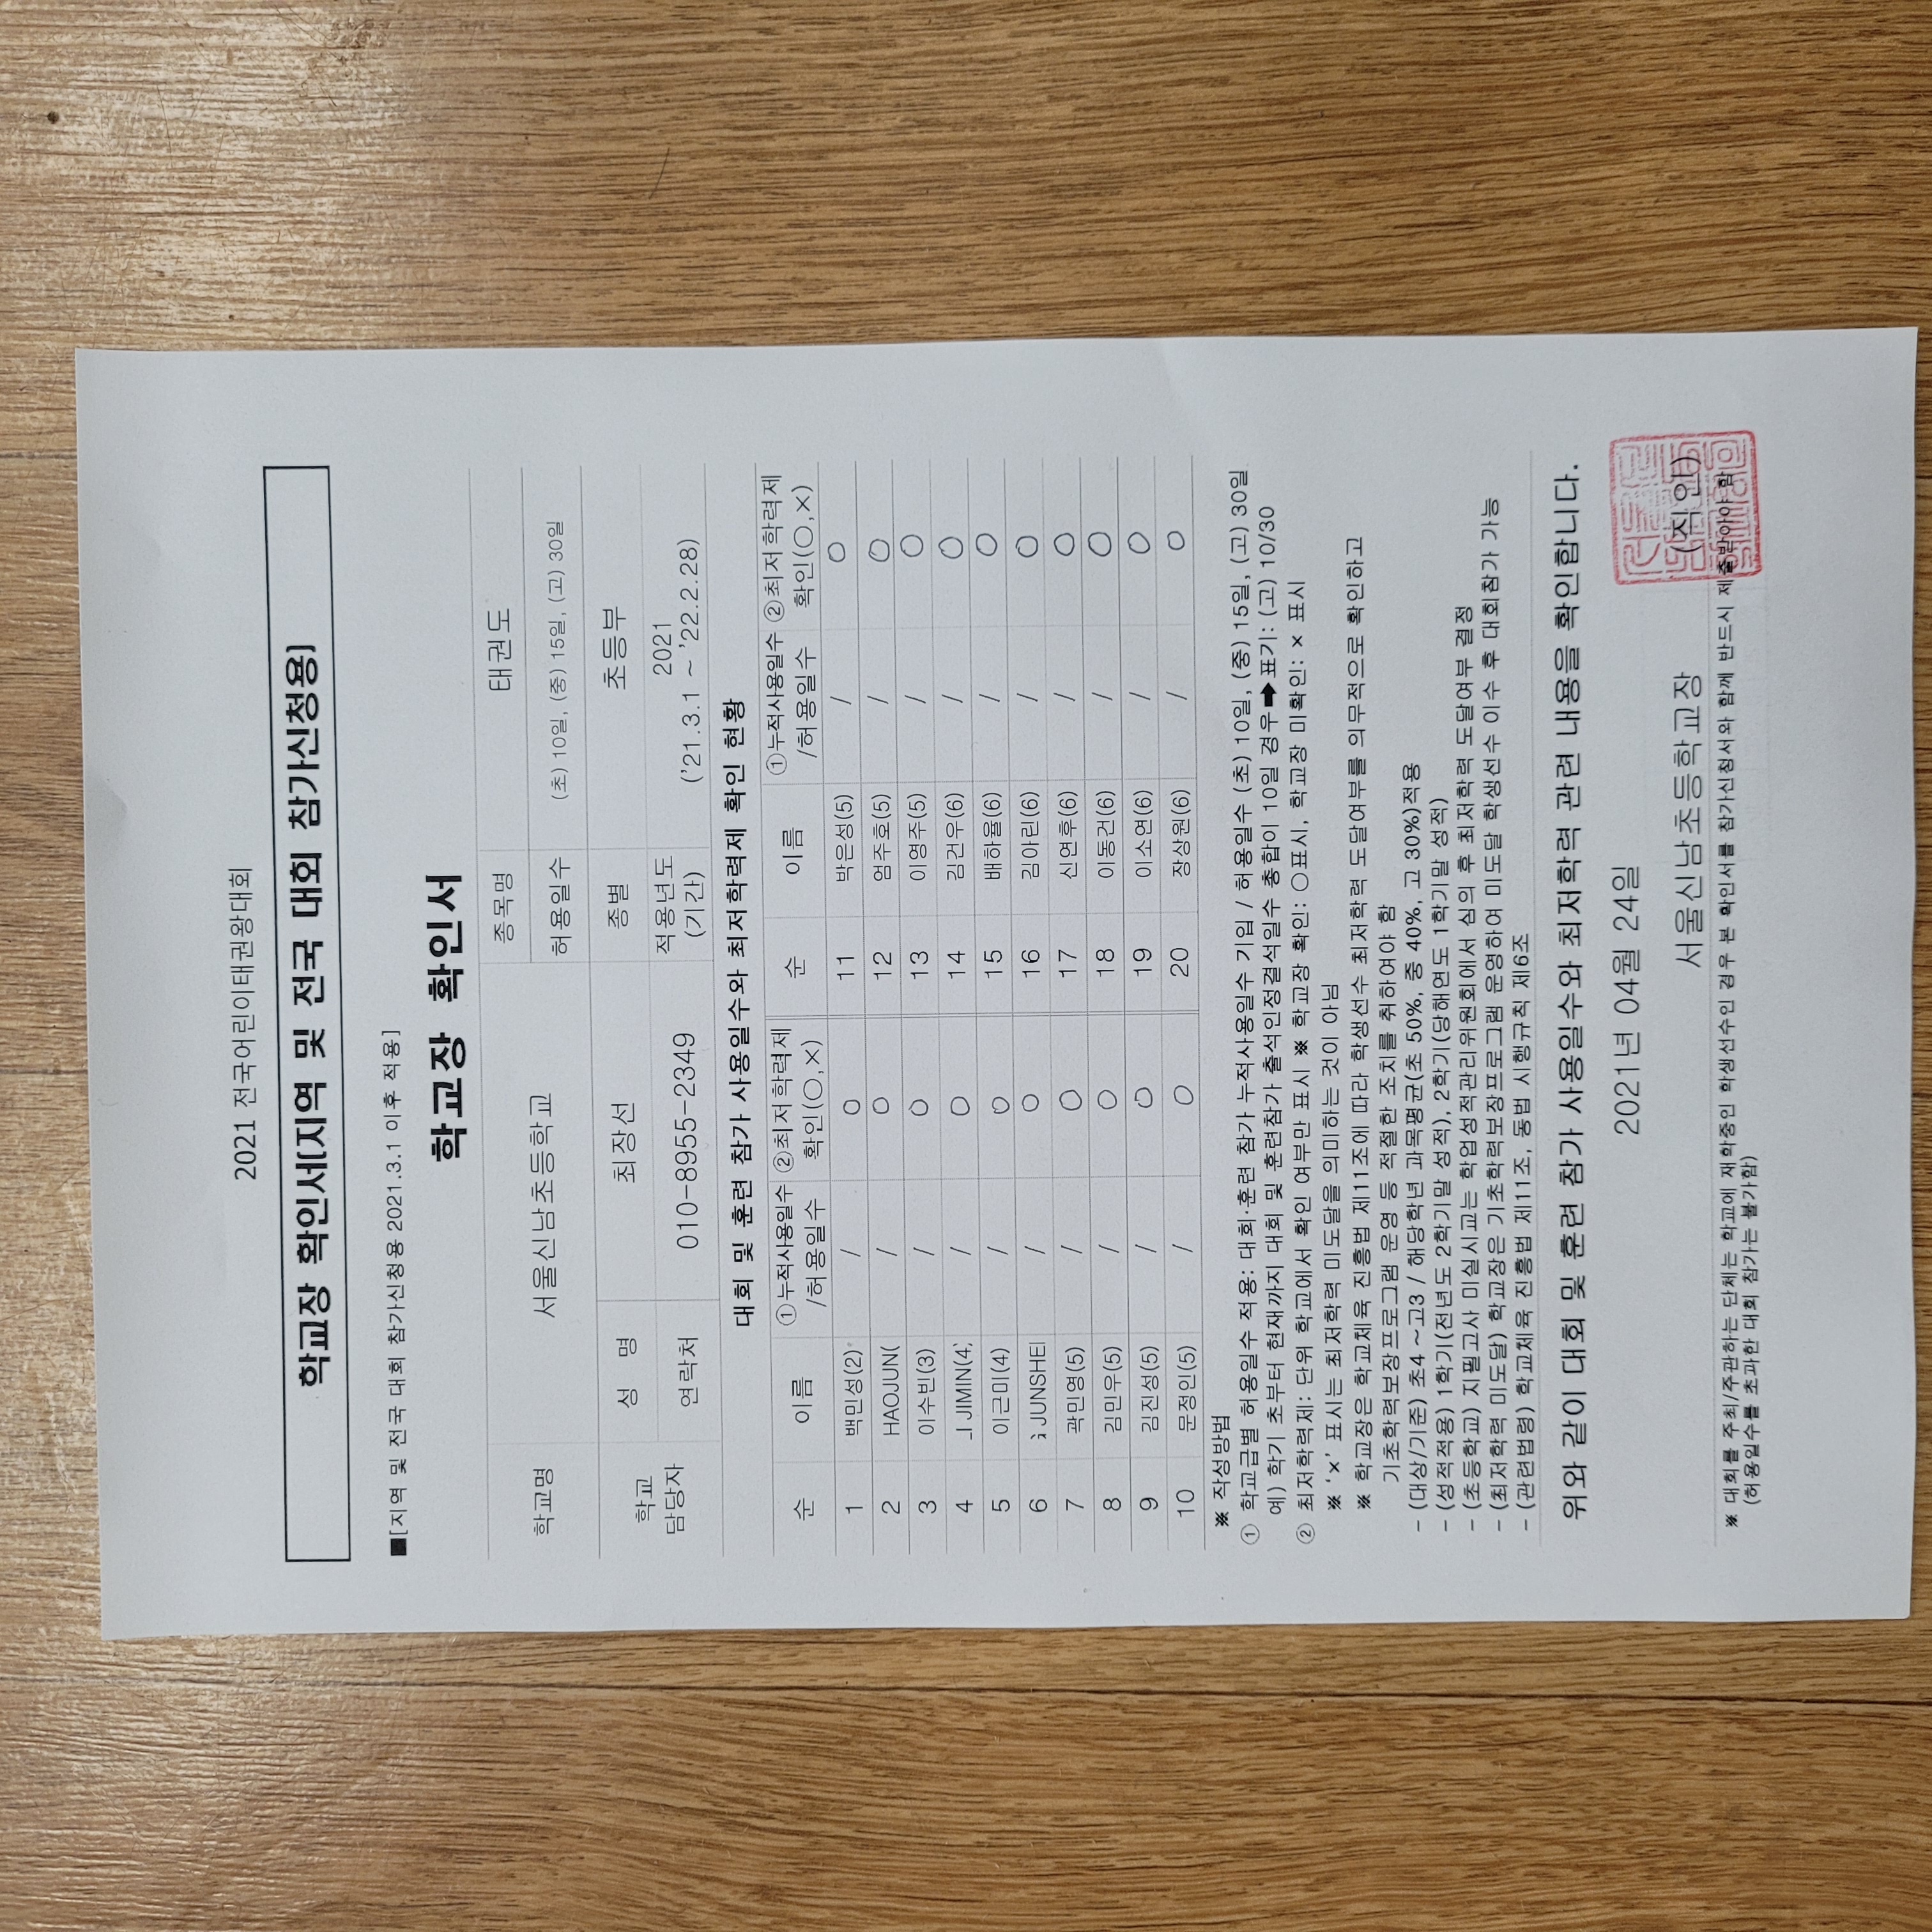 2021 전국어린이태권왕대회
학교장 확인서(지역 및 전국 대회 참가신청용)
■[지역 및 전국 대회 참가신청용 2021.3.1 이후 적용]
학교장 확인서
학교명 서울신남초등학교 종목명 태권도
허용일수 (초) 10일, (중) 15일, (고) 30일
학교 담당자 성 명 최장선 종별 초등부
연락처 010-8955-2349 적용년도 (기간) 2021 ('21.3.1 ~ '22.2.28)
대회 및 훈련 참가 사용일수와 최저학력제 확인 현황
순 이름 ①누적사용일수 /허용일수 ②최저학력제 확인(○,×) 순 이름 ①누적사용일수 /허용일수 ②최저학력제 확인(○,×)
1 백민성(2) / ○ 11 박은성(5) / ○
2 HAOJUN( / ○ 12 엄주호(5) / ○
3 이수빈(3) / ○ 13 이영주(5) / ○
4 JIMIN(4) / ○ 14 김건우(6) / ○
5 이근미(4) / ○ 15 배하율(6) / ○
6 JUNSHEI / ○ 16 김아린(6) / ○
7 곽민영(5) / ○ 17 신연후(6) / ○
8 김민우(5) / ○ 18 이동건(6) / ○
9 김진성(5) / ○ 19 이소연(6) / ○
10 문정인(5) / ○ 20 장상원(6) / ○
※ 작성방법
① 학교급별 허용일수 적용: 대회·훈련 참가 누적사용일수 기입 / 허용일수 (초) 10일, (중) 15일, (고) 30일
예) 학기 초부터 현재까지 대회 및 훈련참가 출석인정결석일수 총합이 10일 경우➡표기: (고) 10/30
② 최저학력제: 단위 학교에서 확인 여부만 표시 ※ 학교장 확인: ○표시, 학교장 미확인: × 표시
※ '×' 표시는 최저학력 미도달을 의미하는 것이 아님
※ 학교장은 학교체육 진흥법 제11조에 따라 학생선수 최저학력 도달여부를 의무적으로 확인하고
기초학력보장프로그램 운영 등 적절한 조치를 취하여야 함
- (대상/기준) 초4 ~고3 / 해당학년 과목평균(초 50%, 중 40%, 고 30%)적용
- (성적적용) 1학기(전년도 2학기말 성적), 2학기(당해연도 1학기말 성적)
- (초등학교) 지필고사 미실시교는 학업성적관리위원회에서 심의 후 최저학력 도달여부 결정
- (최저학력 미도달) 학교장은 기초학력보장프로그램 운영하여 미도달 학생선수 이수 후 대회참가 가능
- (관련법령) 학교체육 진흥법 제11조, 동법 시행규칙 제6조
위와 같이 대회 및 훈련 참가 사용일수와 최저학력 관련 내용을 확인합니다.
2021년 04월 24일
서울신남초등학교장 (직인)
※ 대회를 주최/주관하는 단체는 학교에 재학중인 학생선수인 경우 본 확인서를 참가신청서와 함께 반드시 제출받아야 함
(허용일수를 초과한 대회 참가는 불가함)